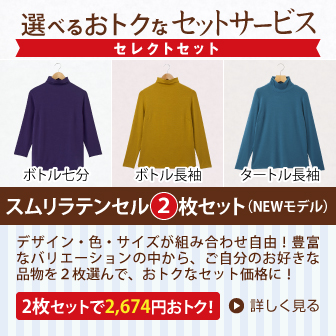 選べるおトクなセットサービス
セレクトセット
ボトル七分
ボトル長袖
タートル長袖
スムリラテンセル2枚セット(NEWモデル)
デザイン・色・サイズが組み合わせ自由!豊富
なバリエーションの中から、ご自分のお好きな
品物を2枚選んで、おトクなセット価格に!
2枚セットで2,674円おトク!
詳しく見る